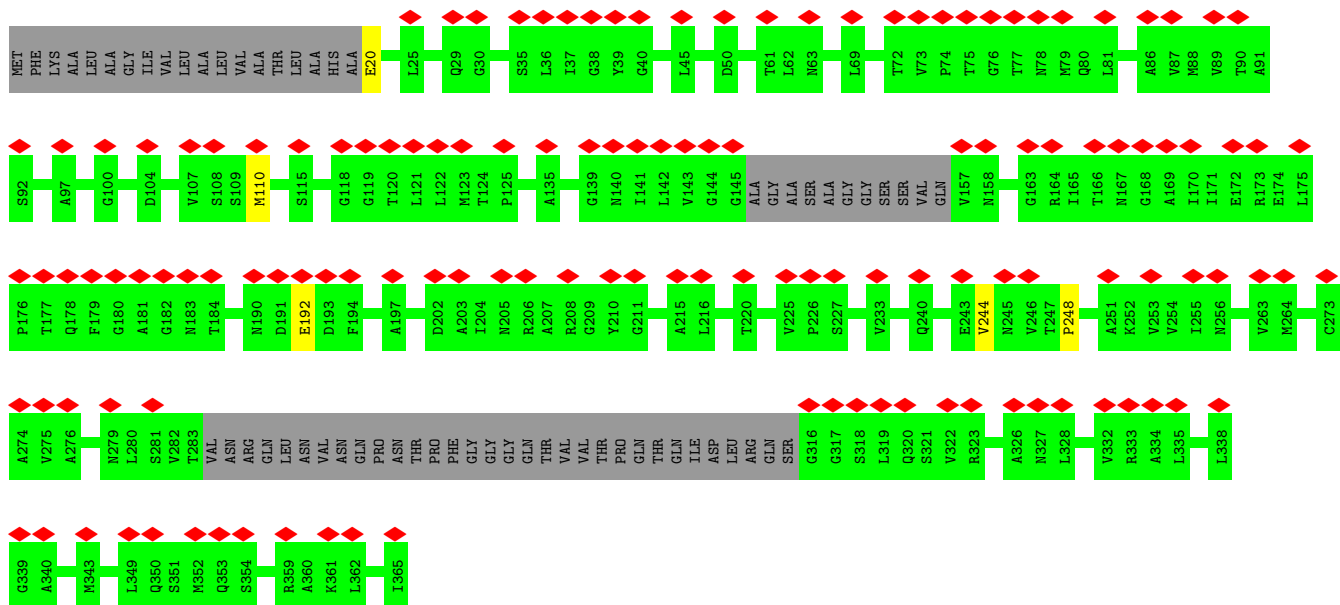 MET PHE LYS ALA LEU ALA ALA GLY ILE VAL LEU ALA LEU VAL ALA THR LEU ALA HIS ALA E20 L25 Q29 G30 S35 L36 I37 G38 Y39 G40 L45 D50 T61 L62 N63 L69 T72 V73 P74 T75 G76 T77 N78 M79 Q80 L81 A86 V87 M88 V89 T90 A91
S92 A97 G100 D104 V107 S108 S109 M110 S115 G118 G119 T120 L121 L122 M123 T124 P125 A135 G139 N140 I141 L142 V143 G144 G145 ALA GLY ALA SER ALA GLY GLY SER SER VAL GLN V157 N158 G163 R164 I165 T166 N167 G168 A169 I170 I171 E172 R173 E174 L175
P176 T177 Q178 F179 G180 A181 G182 N183 T184 N190 D191 E192 D193 F194 A197 D202 A203 I204 N205 R206 A207 R208 G209 Y210 G211 A215 L216 T220 V225 P226 S227 V233 Q240 E243 V244 N245 V246 T247 P248 A251 K252 V253 V254 I255 N256 V263 M264 C273
A274 V275 A276 N279 L280 S281 V282 T283 VAL ASN ARG GLN LEU ASN VAL ASN GLN PRO ASN THR PRO PHE GLY GLY GLY GLN THR VAL VAL THR PRO GLN THR GLN ILE ASP LEU ARG GLN SER G316 G317 S318 L319 Q320 S321 V322 R323 A326 N327 L328 V332 R333 A334 L335 L338
G339 A340 M343 L349 Q350 S351 M352 Q353 S354 R359 A360 K361 L362 I365